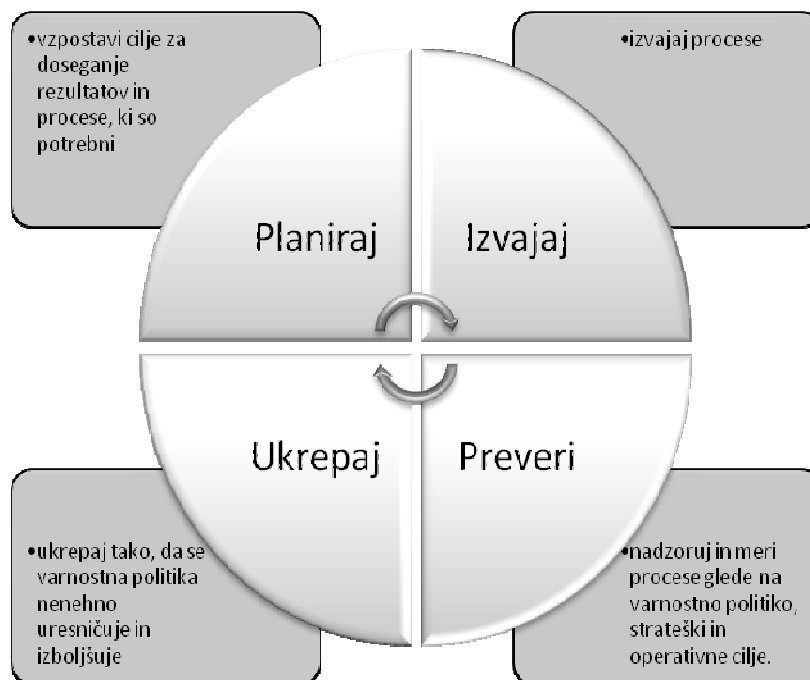 •vzpostavi cilje za
doseganje
rezultatov in
procese, ki so
potrebni
•izvajaj procese
Planiraj
Izvajaj
Ukrepaj
Preveri
•ukrepaj tako, da se
varnostna politika
nenehno
uresničuje in
izboljšuje
•nadzoruj in meri
procese glede na
varnostno politiko,
strateški in
operativne cilje.